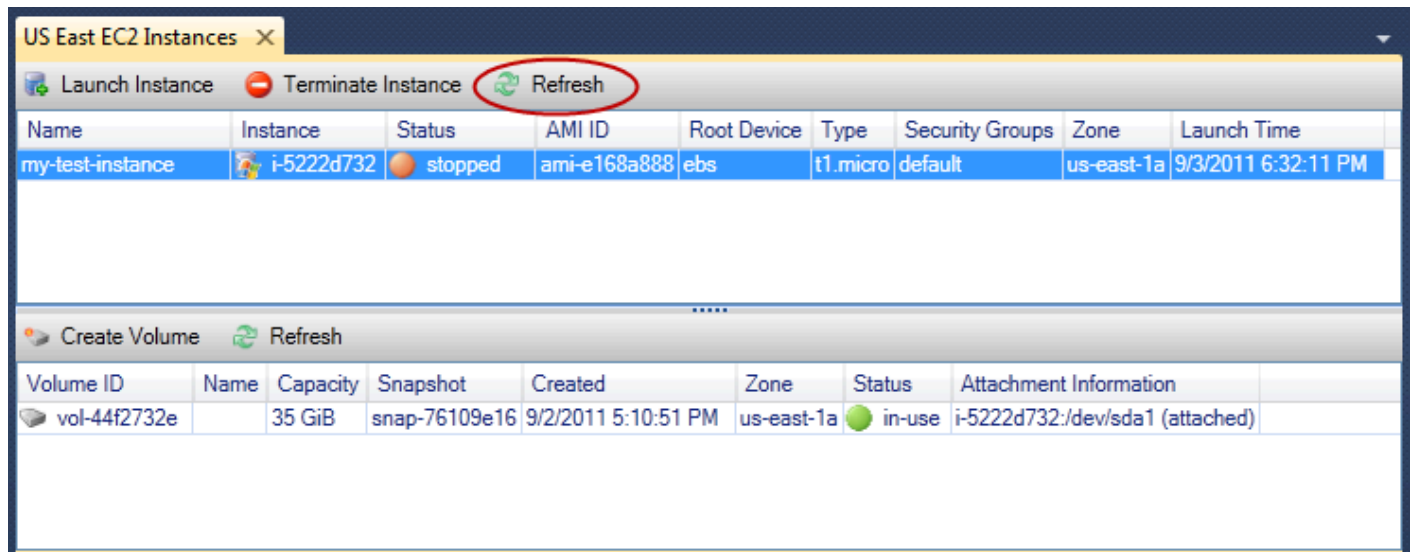 US East EC2 Instances
Launch Instance Terminate Instance Refresh
Name Instance Status AMI ID Root Device Type Security Groups Zone Launch Time
my-test-instance i-5222d732 stopped ami-e168a888 ebs t1.micro default us-east-1a 9/3/2011 6:32:11 PM
Create Volume Refresh
Volume ID Name Capacity Snapshot Created Zone Status Attachment Information
vol-44f2732e 35 GiB snap-76109e16 9/2/2011 5:10:51 PM us-east-1a in-use i-5222d732:/dev/sda1 (attached)